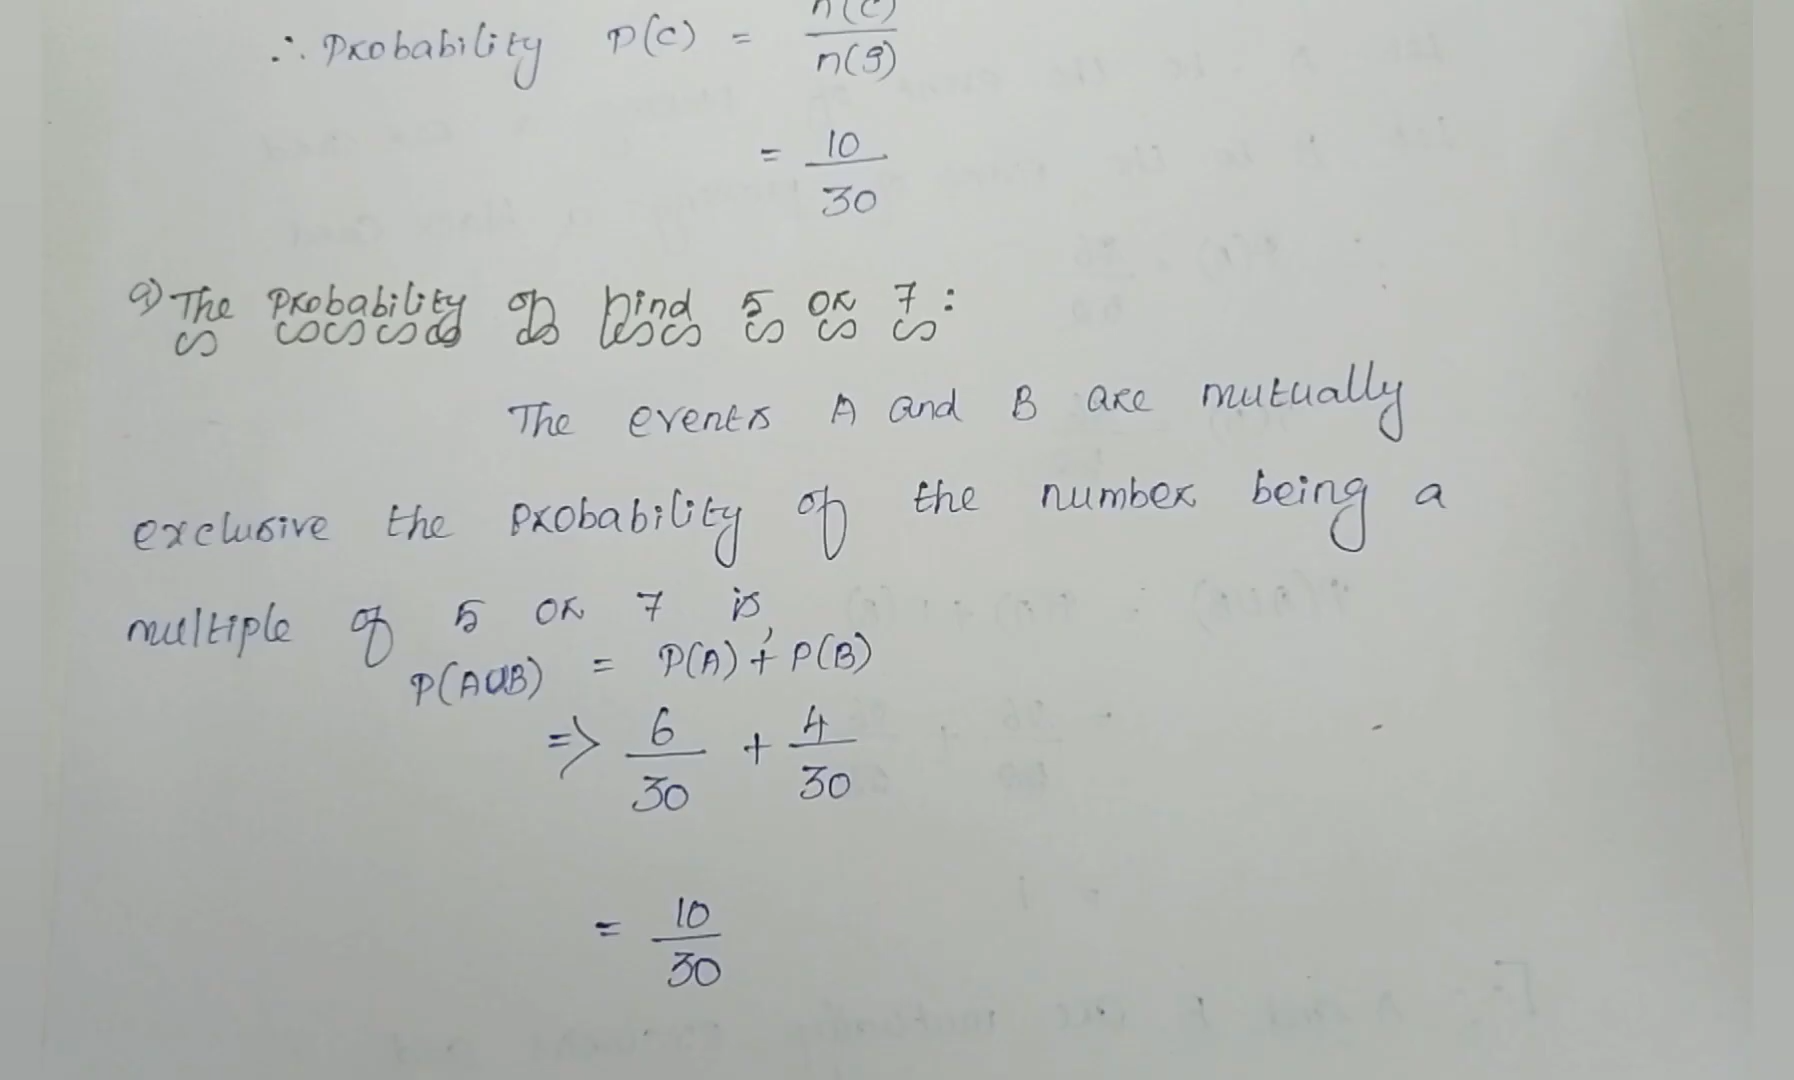 ∴ Probability P(C) = n(C)/n(S)
= 10/30
a) The Probability of find 5 or 7 :
The events A and B are mutually
exclusive the probability of the number being a
multiple of 5 or 7 is,
P(A∪B) = P(A) + P(B)
=> 6/30 + 4/30
= 10/30